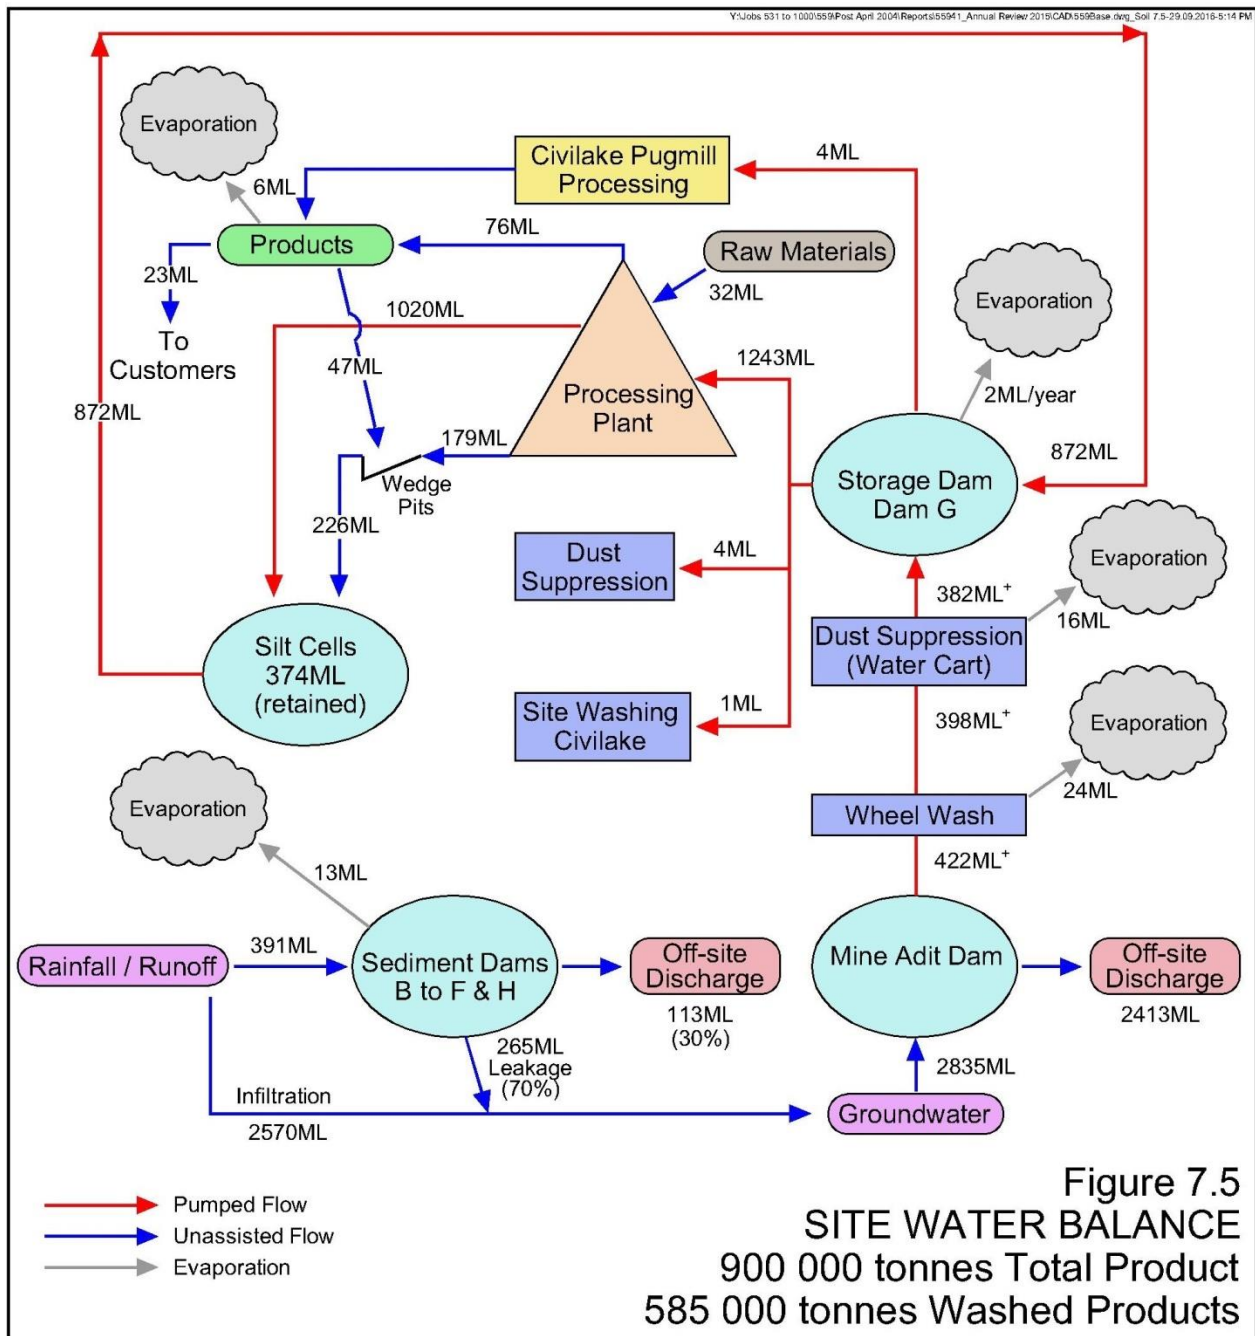 Y:\Jobs 531 to 1000\559\Post April 2004\Reports\55941_Annual Review 2015\CAD\559Base.dwg_Soil 7.5-29.09.2016-5:14 PM
Evaporation
6ML
Civilake Pugmill
Processing
4ML
Products
76ML
Raw Materials
32ML
23ML
To
Customers
1020ML
47ML
872ML
1243ML
Processing
Plant
Evaporation
2ML/year
179ML
Wedge
Pits
226ML
Storage Dam
Dam G
872ML
Dust
Suppression
4ML
Evaporation
382ML⁺
16ML
Dust Suppression
(Water Cart)
Silt Cells
374ML
(retained)
Site Washing
Civilake
1ML
398ML⁺
Evaporation
24ML
Wheel Wash
422ML⁺
Evaporation
13ML
Rainfall / Runoff
391ML
Sediment Dams
B to F & H
Off-site
Discharge
113ML
(30%)
Mine Adit Dam
Off-site
Discharge
2413ML
265ML
Leakage
(70%)
2835ML
Infiltration
2570ML
Groundwater
Pumped Flow
Unassisted Flow
Evaporation
Figure 7.5
SITE WATER BALANCE
900 000 tonnes Total Product
585 000 tonnes Washed Products